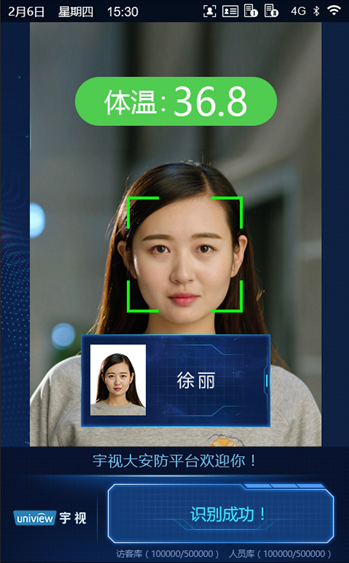 2月6日 星期四 15:30 4G
体温：36.8
徐丽
宇视大安防平台欢迎你！
uniview 宇视
识别成功！
访客库（100000/500000） 人员库（100000/500000）